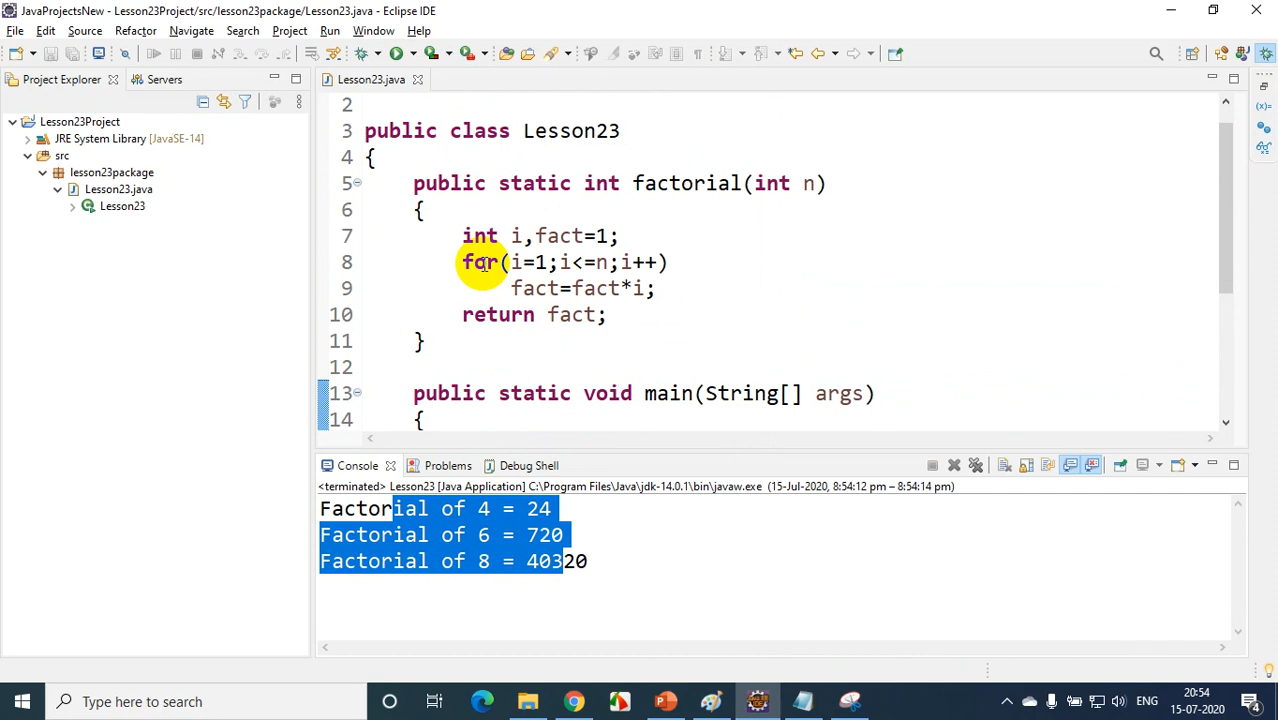 JavaProjectsNew - Lesson23Project/src/lesson23package/Lesson23.java - Eclipse IDE
File Edit Source Refactor Navigate Search Project Run Window Help
Project Explorer Servers
Lesson23.java
Lesson23Project
JRE System Library [JavaSE-14]
src
lesson23package
Lesson23.java
Lesson23
2
3 public class Lesson23
4 {
5 public static int factorial(int n)
6 {
7 int i,fact=1;
8 for(i=1;i<=n;i++)
9 fact=fact*i;
10 return fact;
11 }
12
13 public static void main(String[] args)
14 {
Console Problems Debug Shell
<terminated> Lesson23 [Java Application] C:\Program Files\Java\jdk-14.0.1\bin\javaw.exe (15-Jul-2020, 8:54:12 pm – 8:54:14 pm)
Factorial of 4 = 24
Factorial of 6 = 720
Factorial of 8 = 40320
Type here to search
ENG
20:54
15-07-2020
4